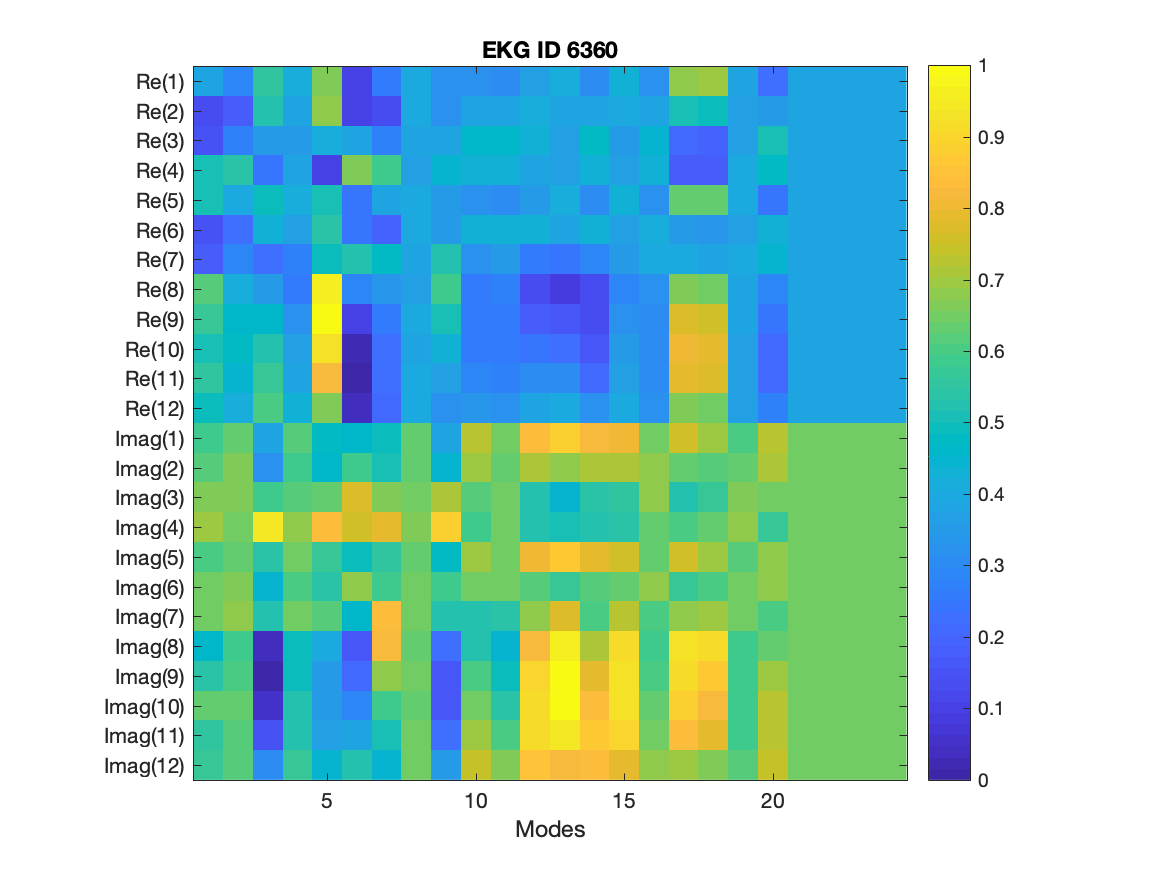 EKG ID 6360
Re(1)
Re(2)
Re(3)
Re(4)
Re(5)
Re(6)
Re(7)
Re(8)
Re(9)
Re(10)
Re(11)
Re(12)
Imag(1)
Imag(2)
Imag(3)
Imag(4)
Imag(5)
Imag(6)
Imag(7)
Imag(8)
Imag(9)
Imag(10)
Imag(11)
Imag(12)
5 10 15 20
Modes
1
0.9
0.8
0.7
0.6
0.5
0.4
0.3
0.2
0.1
0